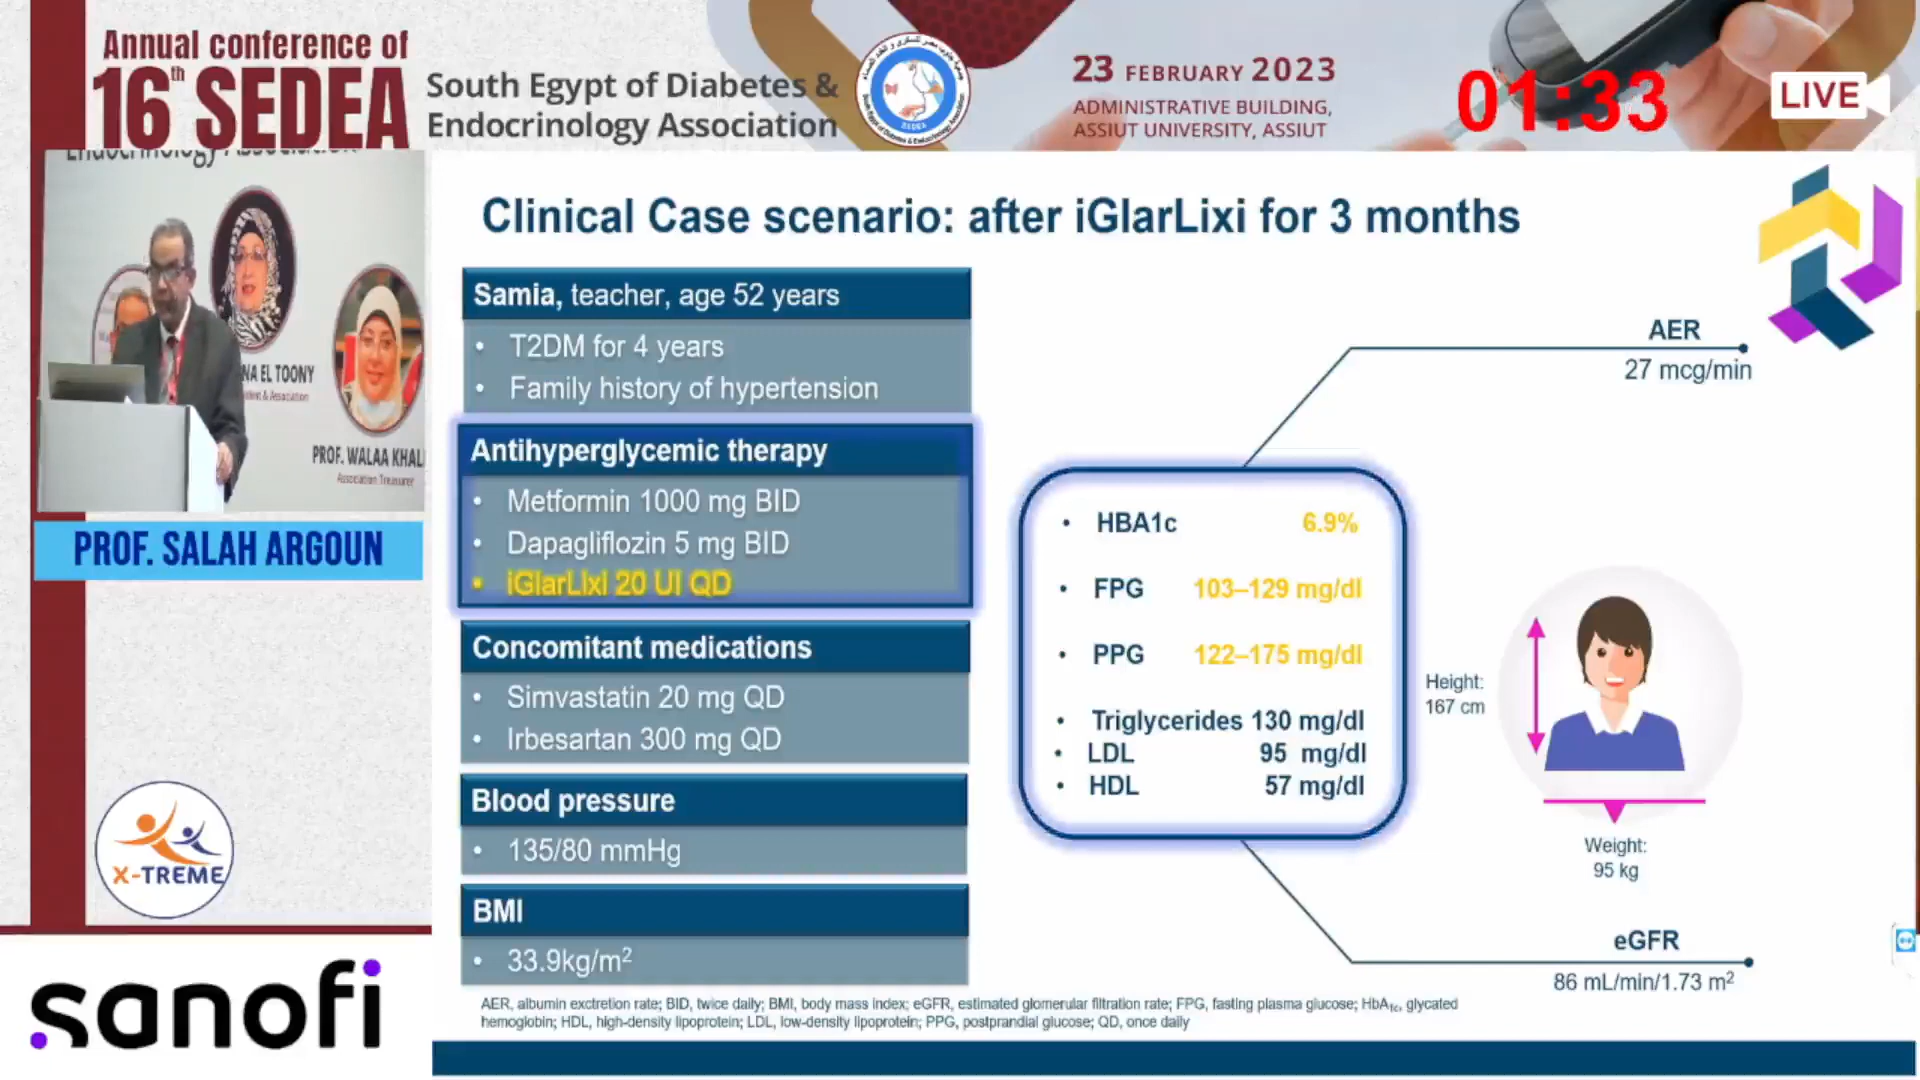 Annual conference of
16th SEDEA
South Egypt of Diabetes &
Endocrinology Association
23 FEBRUARY 2023
ADMINISTRATIVE BUILDING,
ASSIUT UNIVERSITY, ASSIUT
01:33
LIVE
NA EL TOONY
PROF. WALAA KHAL
Association Treasurer
PROF. SALAH ARGOUN
X-TREME
sanofi
Clinical Case scenario: after iGlarLixi for 3 months
Samia, teacher, age 52 years
• T2DM for 4 years
• Family history of hypertension
Antihyperglycemic therapy
• Metformin 1000 mg BID
• Dapagliflozin 5 mg BID
• iGlarLixi 20 UI QD
Concomitant medications
• Simvastatin 20 mg QD
• Irbesartan 300 mg QD
Blood pressure
• 135/80 mmHg
BMI
• 33.9kg/m²
AER
27 mcg/min
• HBA1c 6.9%
• FPG 103–129 mg/dl
• PPG 122–175 mg/dl
• Triglycerides 130 mg/dl
• LDL 95 mg/dl
• HDL 57 mg/dl
Height:
167 cm
Weight:
95 kg
eGFR
86 mL/min/1.73 m²
AER, albumin exctretion rate; BID, twice daily; BMI, body mass index; eGFR, estimated glomerular filtration rate; FPG, fasting plasma glucose; HbA1c, glycated
hemoglobin; HDL, high-density lipoprotein; LDL, low-density lipoprotein; PPG, postprandial glucose; QD, once daily